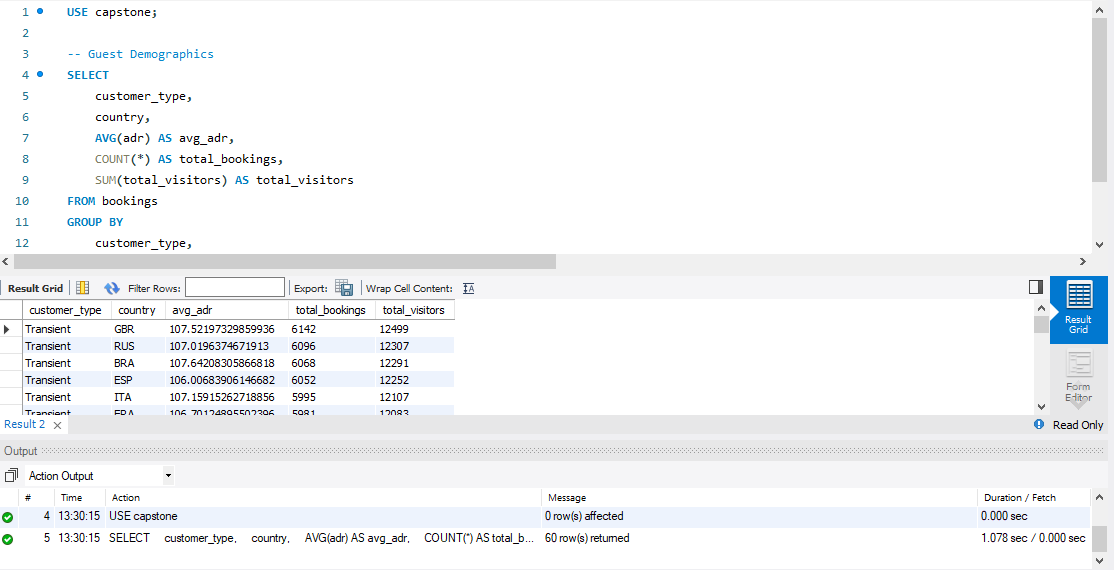 1 USE capstone;
2
3 -- Guest Demographics
4 SELECT
5 customer_type,
6 country,
7 AVG(adr) AS avg_adr,
8 COUNT(*) AS total_bookings,
9 SUM(total_visitors) AS total_visitors
10 FROM bookings
11 GROUP BY
12 customer_type,
Result Grid Filter Rows: Export: Wrap Cell Content: IA
customer_type country avg_adr total_bookings total_visitors
Transient GBR 107.52197329859936 6142 12499
Transient RUS 107.0196374671913 6096 12307
Transient BRA 107.64208305866818 6068 12291
Transient ESP 106.00683906146682 6052 12252
Transient ITA 107.15915262718856 5995 12107
Transient FRA 106.70124895502396 5981 12083
Result Grid
Form Editor
Result 2 Read Only
Output
Action Output
# Time Action Message Duration / Fetch
4 13:30:15 USE capstone 0 row(s) affected 0.000 sec
5 13:30:15 SELECT customer_type, country, AVG(adr) AS avg_adr, COUNT(*) AS total_b... 60 row(s) returned 1.078 sec / 0.000 sec